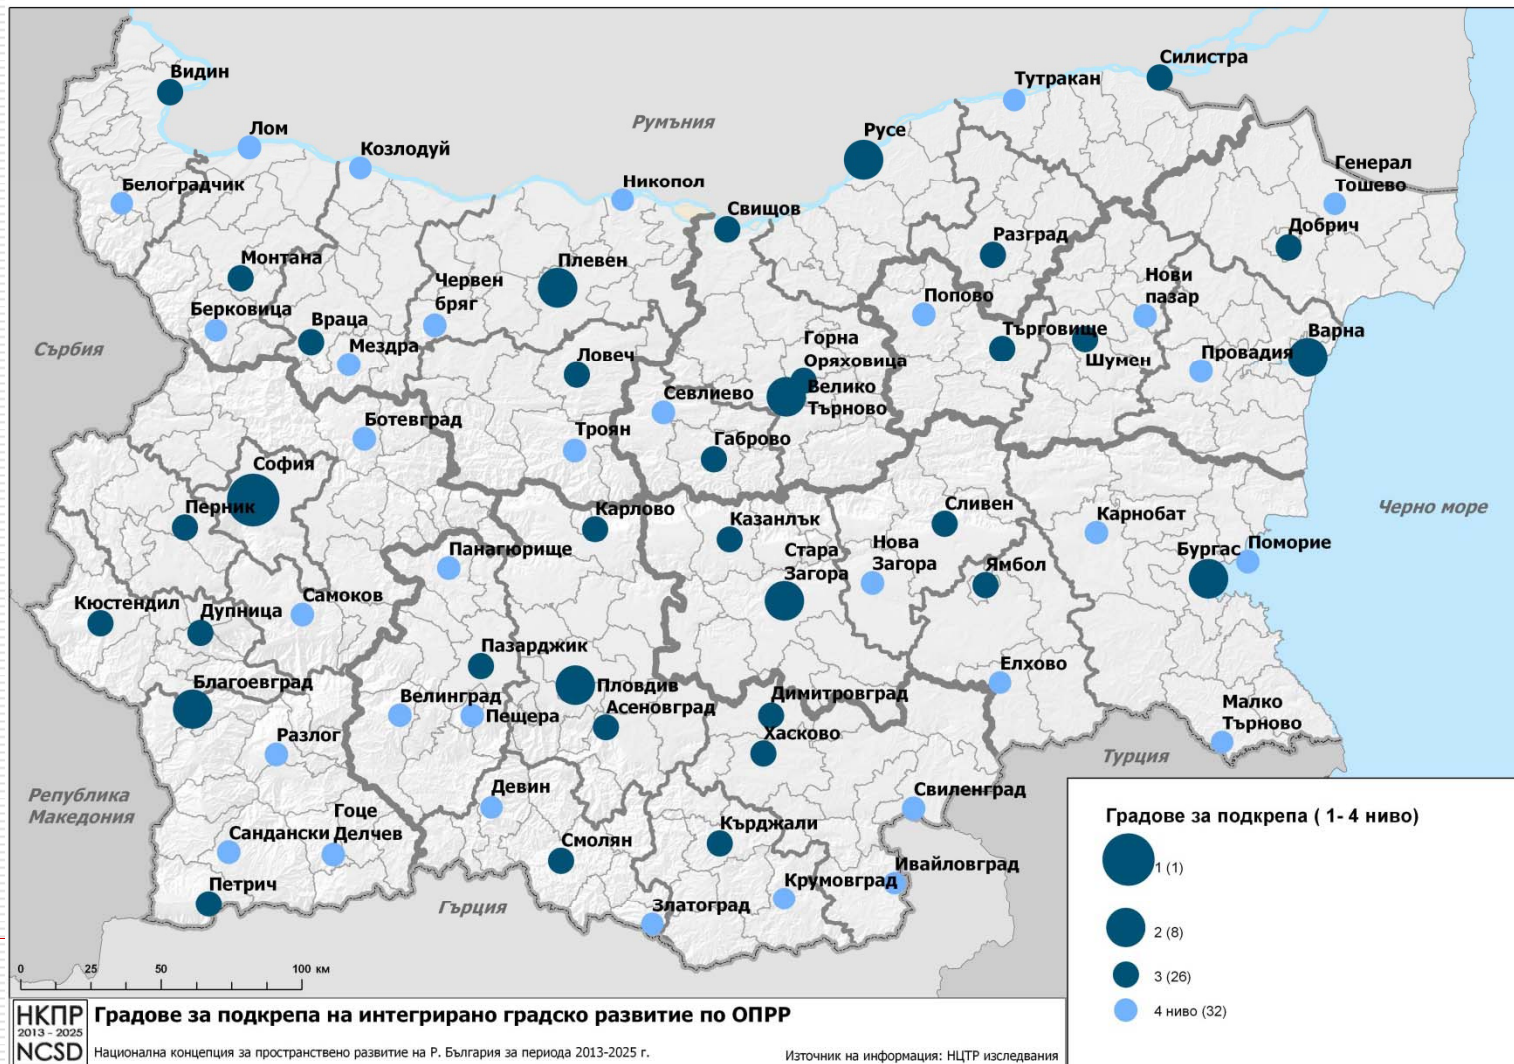 Видин
Силистра
Тутракан
Лом
Румъния
Русе
Козлодуй
Генерал
Тошево
Белоградчик
Никопол
Свищов
Добрич
Монтана
Плевен
Разград
Червен
бряг
Нови
пазар
Берковица
Попово
Враца
Търговище
Варна
Сърбия
Мездра
Ловеч
Горна
Оряховица
Шумен
Провадия
Севлиево
Велико
Търново
Ботевград
Троян
Габрово
София
Перник
Карлово
Казанлък
Сливен
Карнобат
Черно море
Панагюрище
Стара
Загора
Нова
Загора
Ямбол
Бургас
Поморие
Кюстендил
Дупница
Самоков
Пазарджик
Елхово
Благоевград
Велинград
Пещера
Пловдив
Асеновград
Димитровград
Хасково
Малко
Търново
Разлог
Турция
Девин
Свиленград
Република
Македония
Гоце
Делчев
Сандански
Смолян
Кърджали
Ивайловград
Петрич
Гърция
Златоград
Крумовград
Градове за подкрепа ( 1- 4 ниво)
1 (1)
2 (8)
3 (26)
4 ниво (32)
0 25 50 100 км
НКПР
2013 - 2025
NCSD
Градове за подкрепа на интегрирано градско развитие по ОПРР
Национална концепция за пространствено развитие на Р. България за периода 2013-2025 г.
Източник на информация: НЦТР изследвания